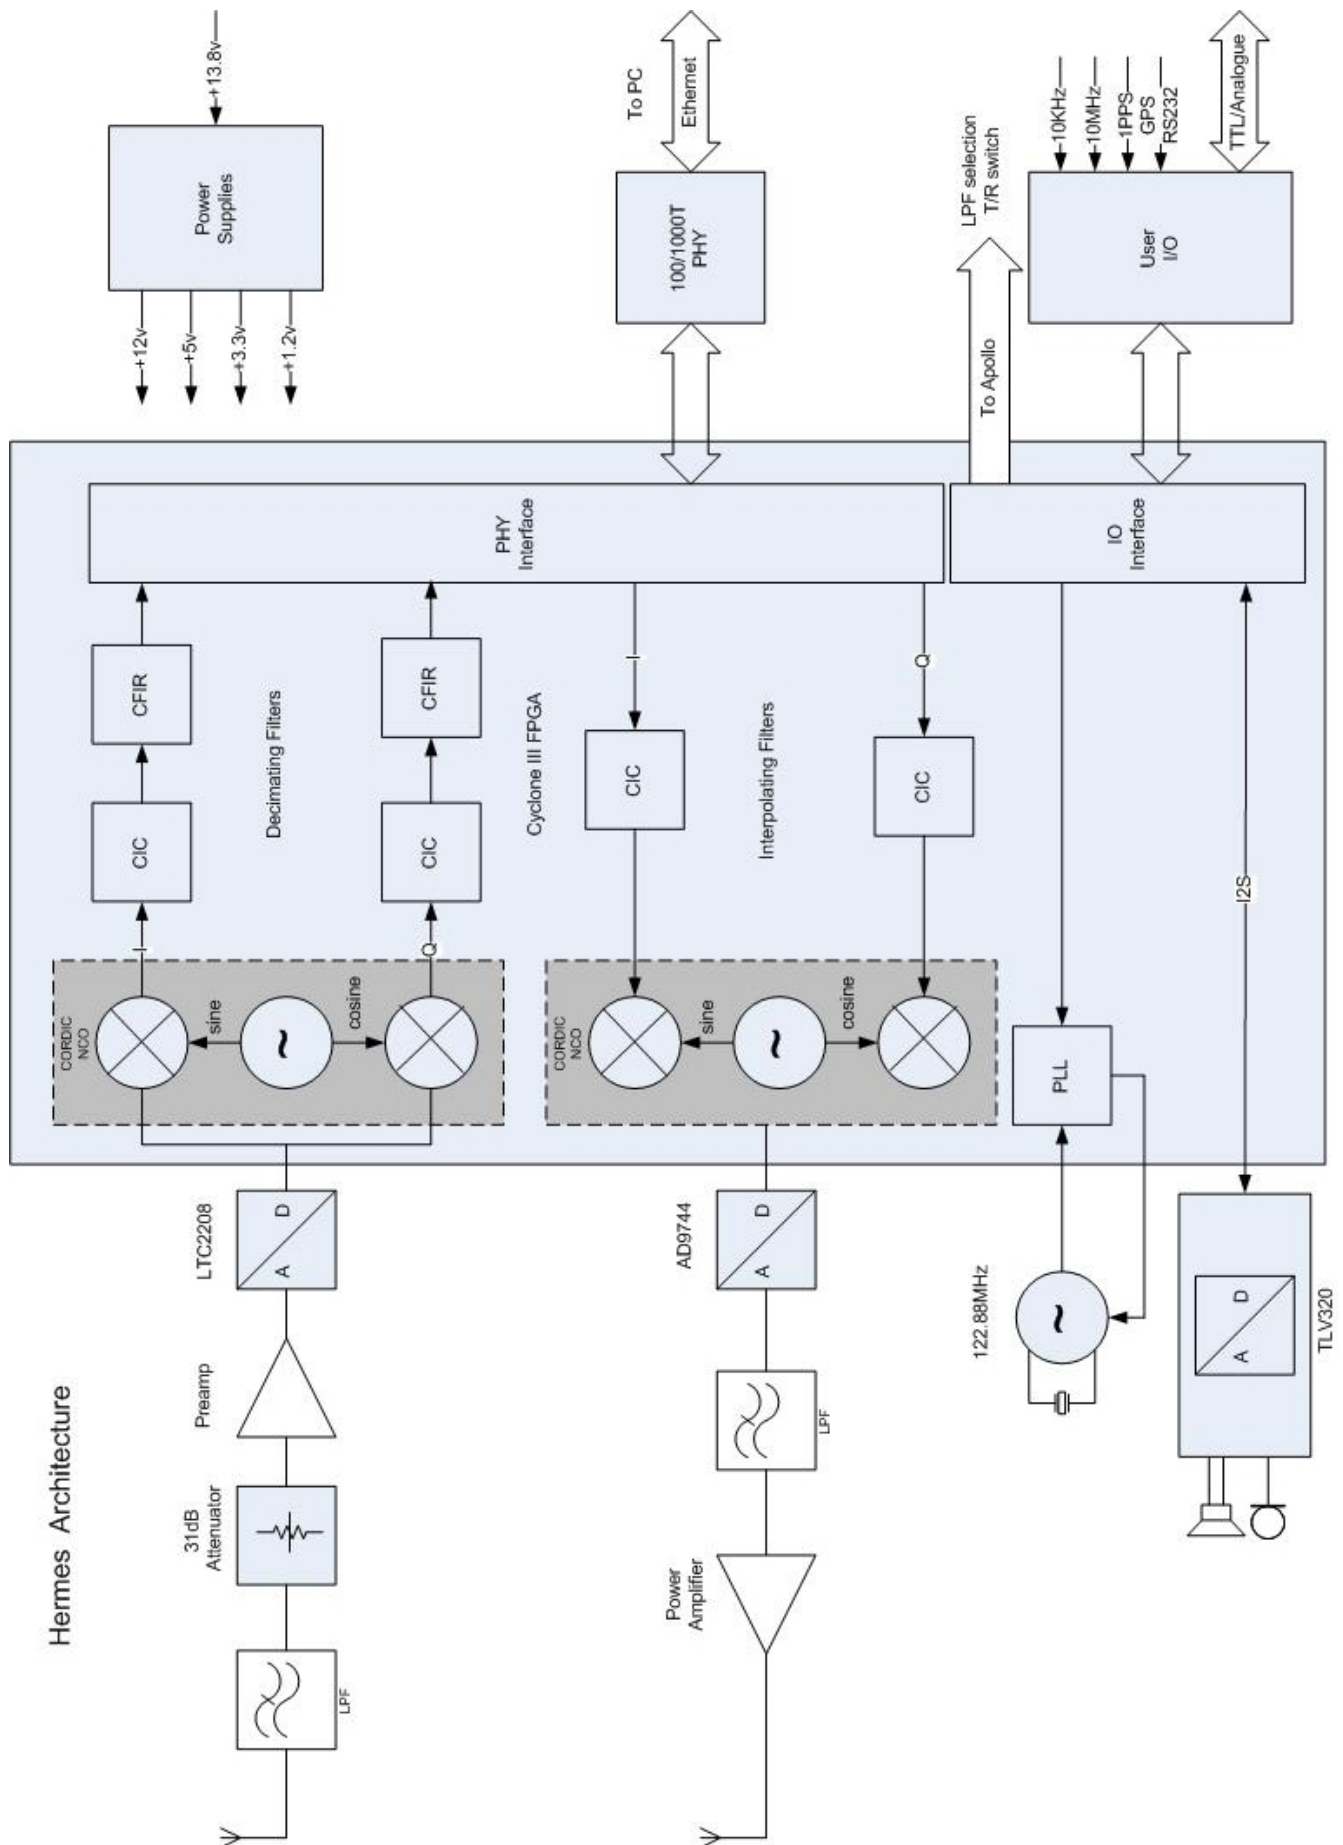 Hermes Architecture
LPF
31dB
Attenuator
Preamp
LTC2208
A
D
CORDIC
NCO
sine
~
cosine
I
Q
CIC
CFIR
CIC
CFIR
Decimating Filters
Cyclone III FPGA
PHY
Interface
+12v
+5v
+3.3v
+1.2v
Power
Supplies
+13.8v
Power
Amplifier
LPF
AD9744
A
D
CORDIC
NCO
sine
~
cosine
CIC
I
CIC
Q
Interpolating Filters
100/1000T
PHY
Ethernet
To PC
122.88MHz
~
PLL
IO
Interface
To Apollo
LPF selection
T/R switch
TLV320
A
D
I2S
User
I/O
10KHz
10MHz
1PPS
GPS
RS232
TTL/Analogue